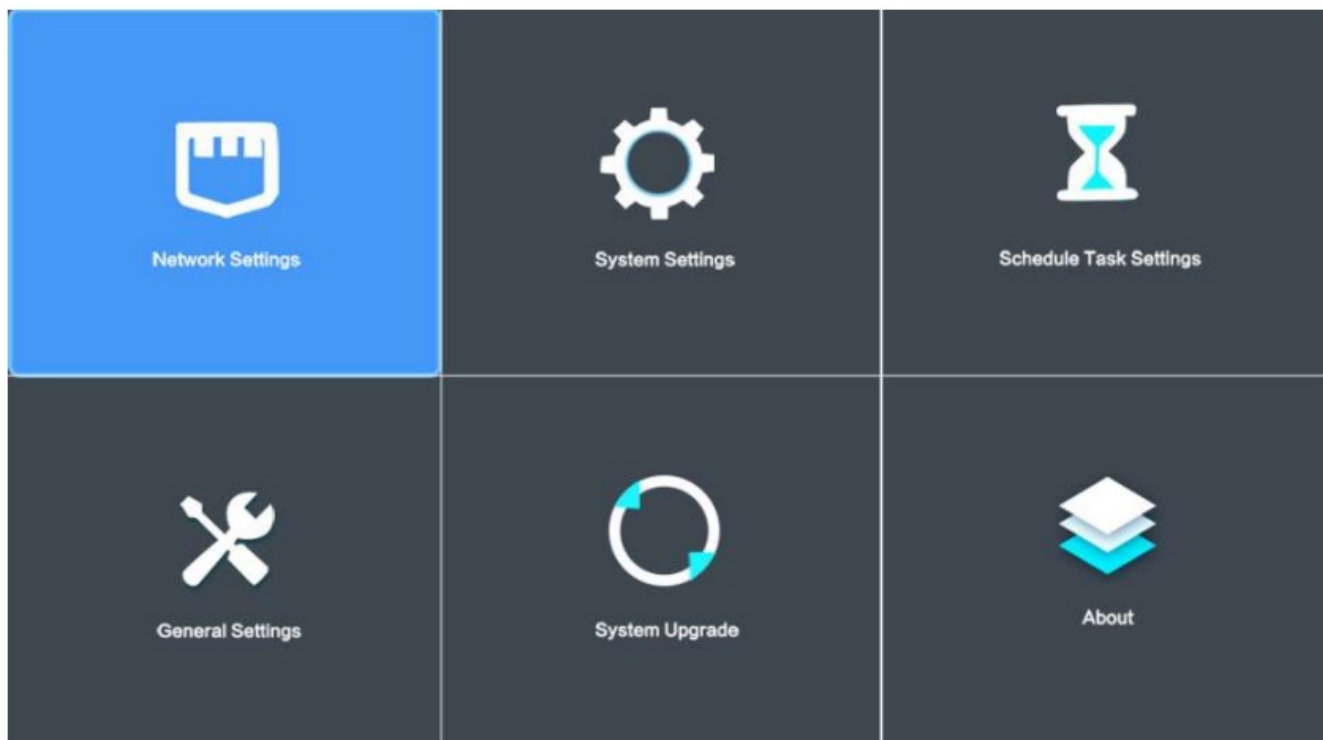 Network Settings
System Settings
Schedule Task Settings
General Settings
System Upgrade
About